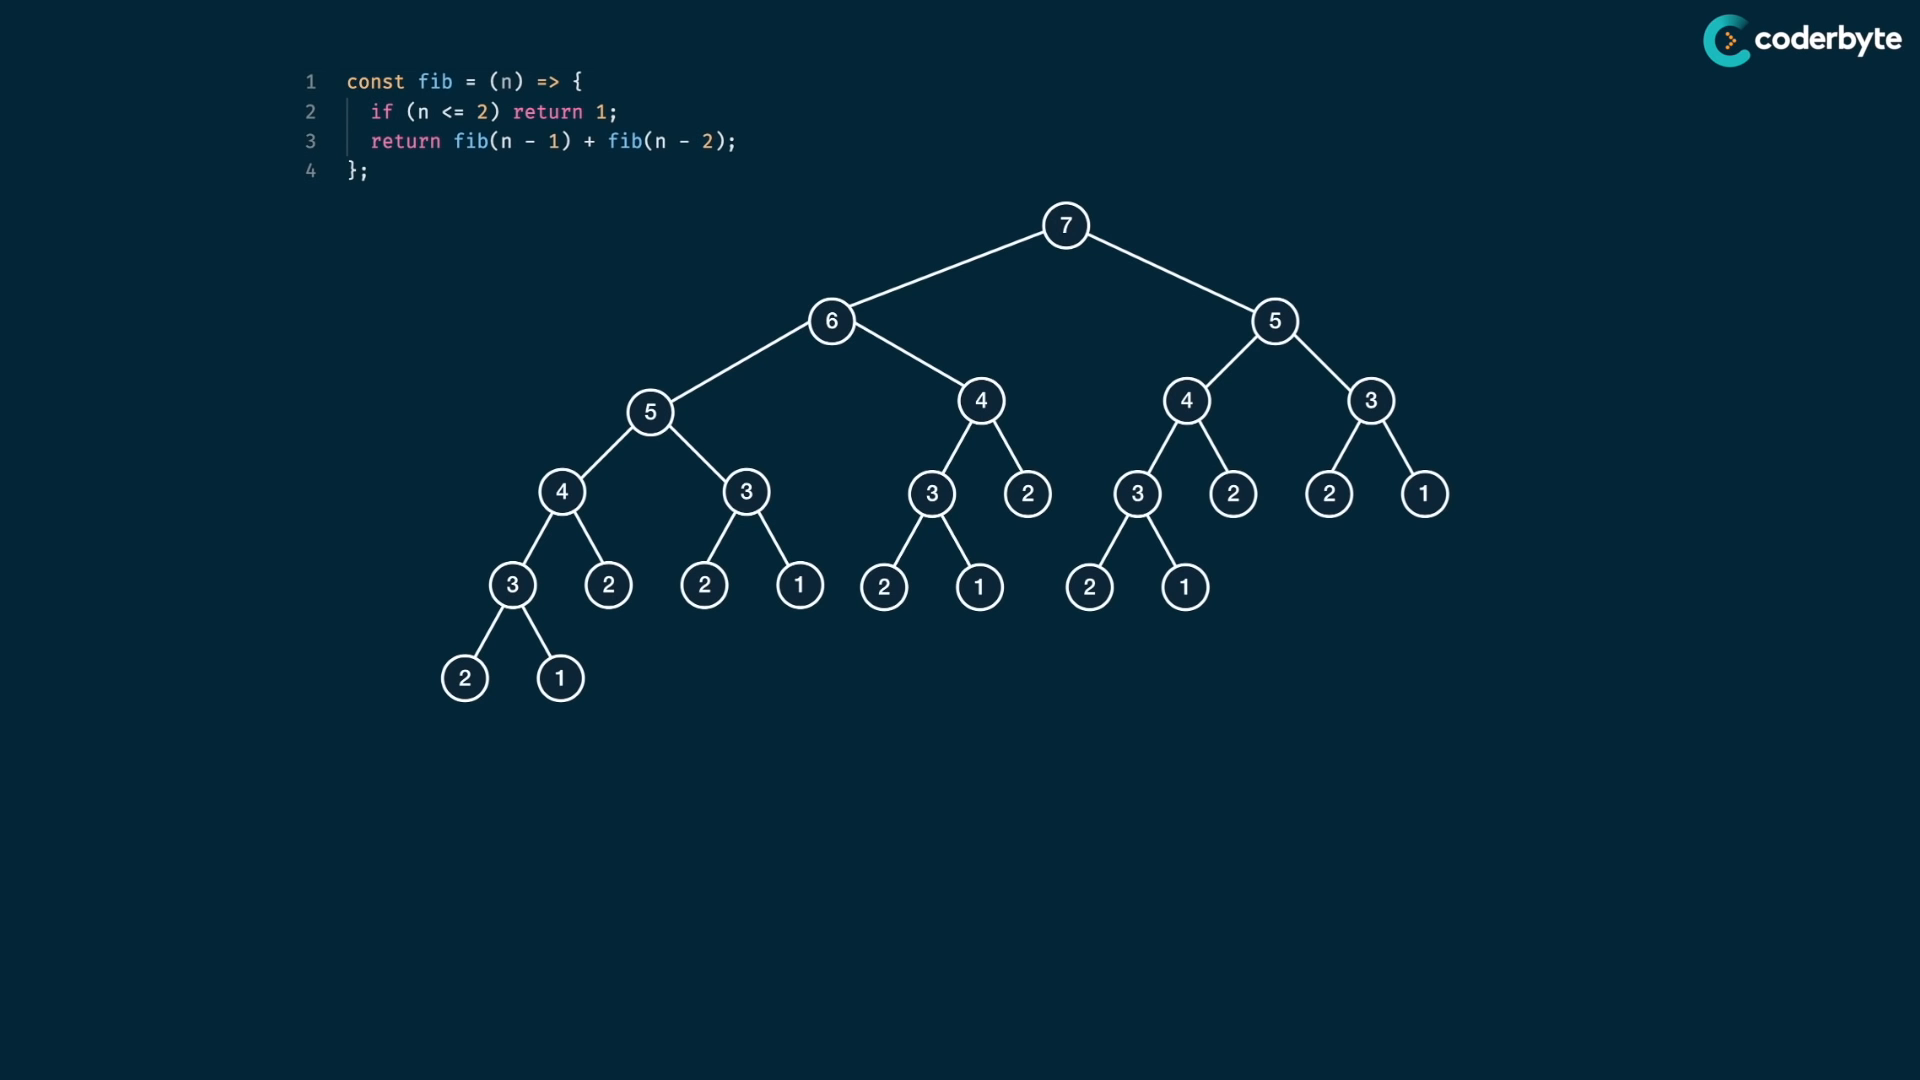 coderbyte
1 const fib = (n) => {
2 if (n <= 2) return 1;
3 return fib(n - 1) + fib(n - 2);
4 };
7
6 5
5 4 4 3
4 3 3 2 3 2 2 1
3 2 2 1 2 1 2 1
2 1